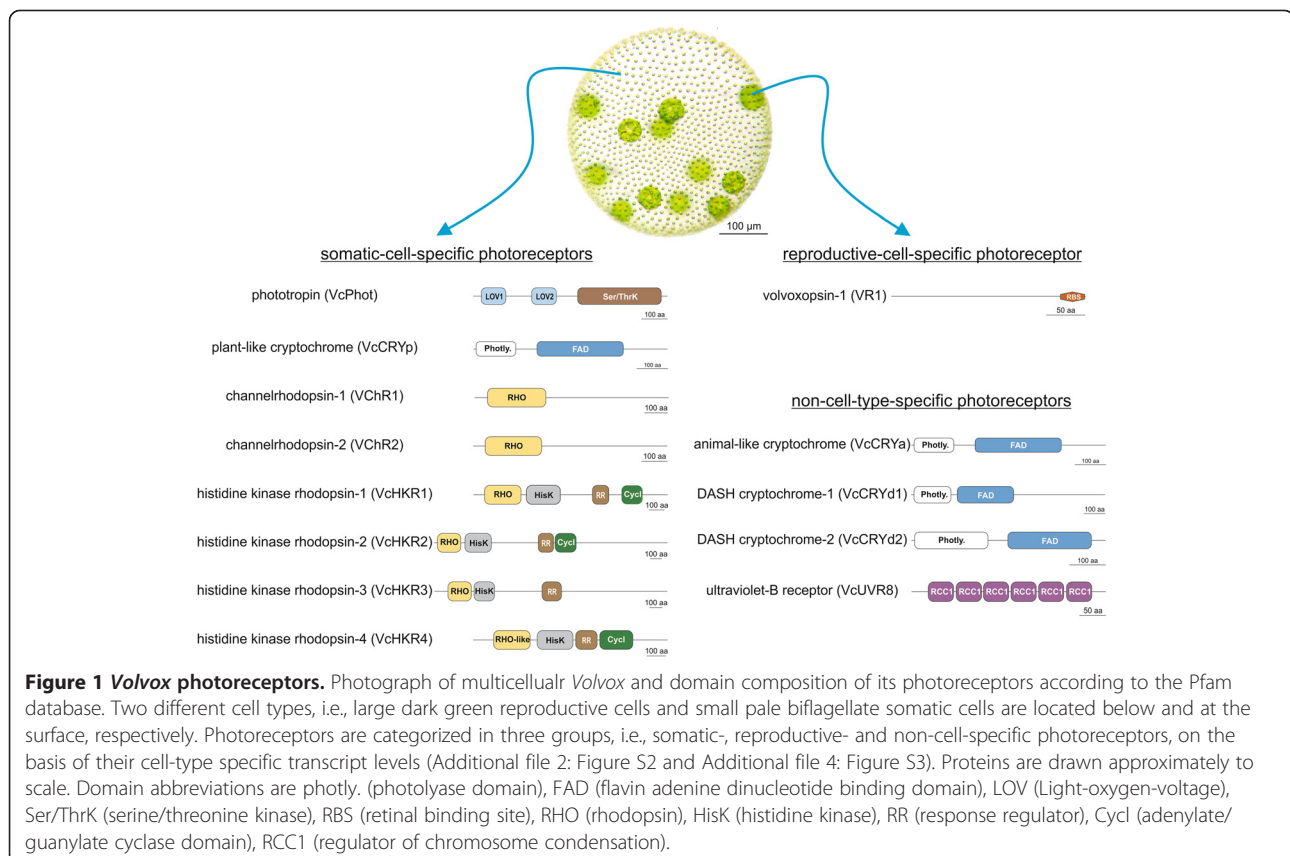 100 µm
somatic-cell-specific photoreceptors
phototropin (VcPhot)
LOV1 LOV2 Ser/ThrK
100 aa
plant-like cryptochrome (VcCRYp)
Photly. FAD
100 aa
channelrhodopsin-1 (VChR1)
RHO
100 aa
channelrhodopsin-2 (VChR2)
RHO
100 aa
histidine kinase rhodopsin-1 (VcHKR1)
RHO HisK RR Cycl
100 aa
histidine kinase rhodopsin-2 (VcHKR2)
RHO HisK RR Cycl
100 aa
histidine kinase rhodopsin-3 (VcHKR3)
RHO HisK RR
100 aa
histidine kinase rhodopsin-4 (VcHKR4)
RHO-like HisK RR Cycl
100 aa
reproductive-cell-specific photoreceptor
volvoxopsin-1 (VR1)
RBS
50 aa
non-cell-type-specific photoreceptors
animal-like cryptochrome (VcCRYa)
Photly. FAD
100 aa
DASH cryptochrome-1 (VcCRYd1)
Photly. FAD
100 aa
DASH cryptochrome-2 (VcCRYd2)
Photly. FAD
100 aa
ultraviolet-B receptor (VcUVR8)
RCC1 RCC1 RCC1 RCC1 RCC1 RCC1
50 aa
Figure 1 Volvox photoreceptors. Photograph of multicellualr Volvox and domain composition of its photoreceptors according to the Pfam
database. Two different cell types, i.e., large dark green reproductive cells and small pale biflagellate somatic cells are located below and at the
surface, respectively. Photoreceptors are categorized in three groups, i.e., somatic-, reproductive- and non-cell-specific photoreceptors, on the
basis of their cell-type specific transcript levels (Additional file 2: Figure S2 and Additional file 4: Figure S3). Proteins are drawn approximately to
scale. Domain abbreviations are photly. (photolyase domain), FAD (flavin adenine dinucleotide binding domain), LOV (Light-oxygen-voltage),
Ser/ThrK (serine/threonine kinase), RBS (retinal binding site), RHO (rhodopsin), HisK (histidine kinase), RR (response regulator), Cycl (adenylate/
guanylate cyclase domain), RCC1 (regulator of chromosome condensation).